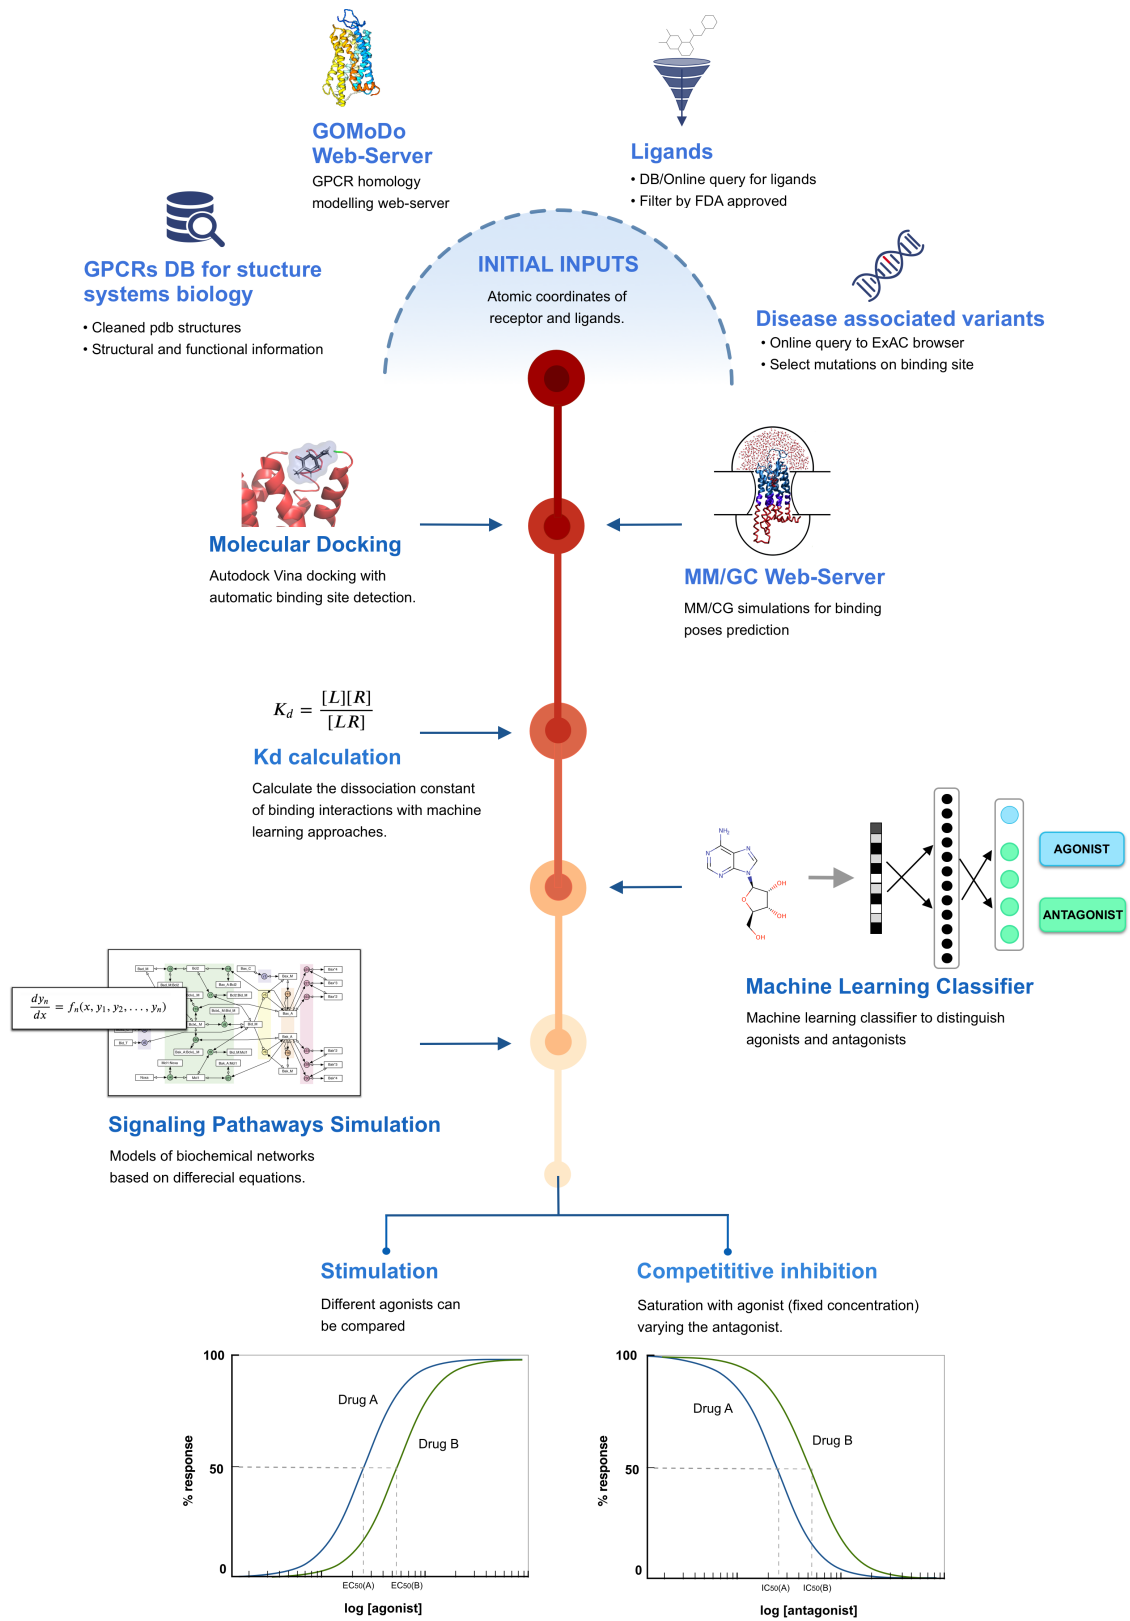 GOMoDo
Web-Server
GPCR homology
modelling web-server
Ligands
• DB/Online query for ligands
• Filter by FDA approved
GPCRs DB for stucture
systems biology
• Cleaned pdb structures
• Structural and functional information
INITIAL INPUTS
Atomic coordinates of
receptor and ligands.
Disease associated variants
• Online query to ExAC browser
• Select mutations on binding site
Molecular Docking
Autodock Vina docking with
automatic binding site detection.
MM/GC Web-Server
MM/CG simulations for binding
poses prediction
K_d = [L][R] / [LR]
Kd calculation
Calculate the dissociation constant
of binding interactions with machine
learning approaches.
NH₂
N
N
N
N
O
OH
OH
OH
AGONIST
ANTAGONIST
Machine Learning Classifier
Machine learning classifier to distinguish
agonists and antagonists
dy_n / dx = f_n(x, y_1, y_2, . . . , y_n)
Signaling Pathaways Simulation
Models of biochemical networks
based on differecial equations.
Stimulation
Different agonists can
be compared
100
Drug A
Drug B
50
% response
0
EC50(A)
EC50(B)
log [agonist]
Competititive inhibition
Saturation with agonist (fixed concentration)
varying the antagonist.
100
Drug A
Drug B
50
% response
0
IC50(A)
IC50(B)
log [antagonist]